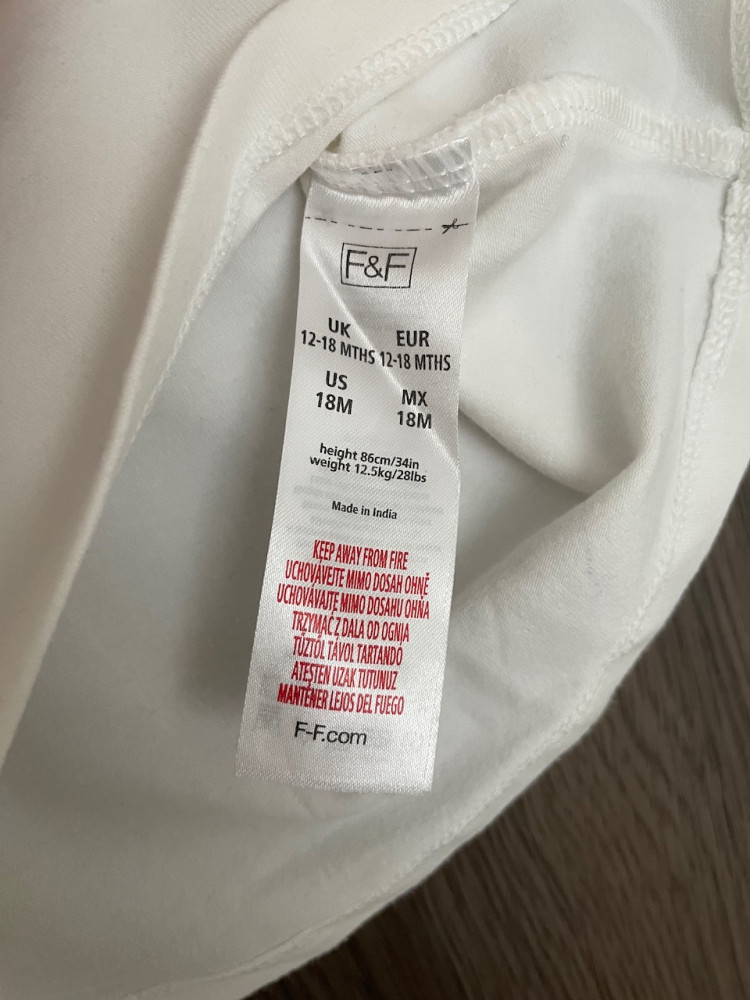 F&F
UK
12-18 MTHS
EUR
12-18 MTHS
US
18M
MX
18M
height 86cm/34in
weight 12.5kg/28lbs
Made in India
KEEP AWAY FROM FIRE
UCHOVÁVEJTE MIMO DOSAH OHNĚ
UCHOVÁVAJTE MIMO DOSAHU OHŇA
TRZYMAĆ Z DALA OD OGNIA
TŰZTŐL TÁVOL TARTANDÓ
ATEŞTEN UZAK TUTUNUZ
MANTENER LEJOS DEL FUEGO
F-F.com